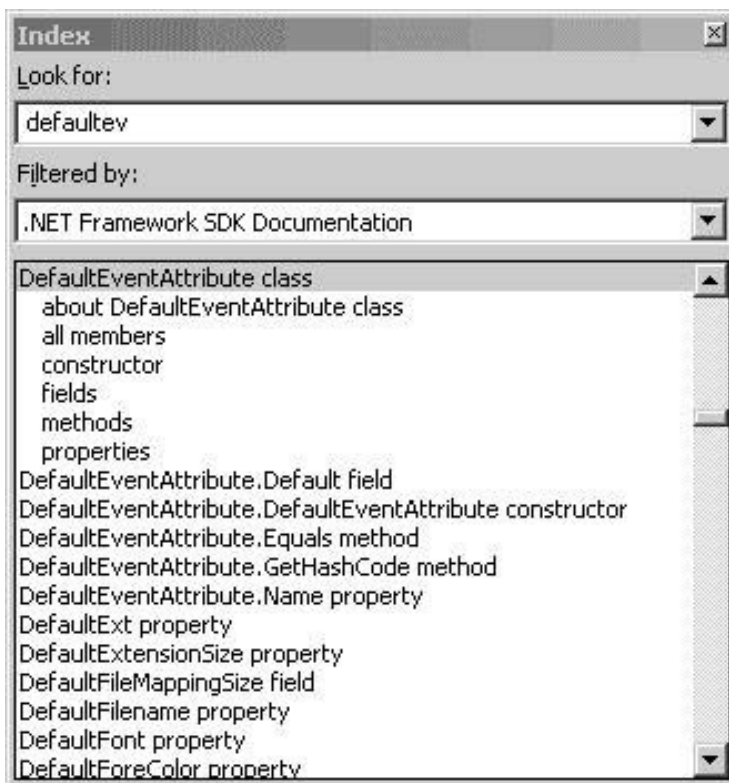 Index
Look for:
defaultev
Filtered by:
.NET Framework SDK Documentation
DefaultEventAttribute class
about DefaultEventAttribute class
all members
constructor
fields
methods
properties
DefaultEventAttribute.Default field
DefaultEventAttribute.DefaultEventAttribute constructor
DefaultEventAttribute.Equals method
DefaultEventAttribute.GetHashCode method
DefaultEventAttribute.Name property
DefaultExt property
DefaultExtensionSize property
DefaultFileMappingSize field
DefaultFilename property
DefaultFont property
DefaultForeColor property